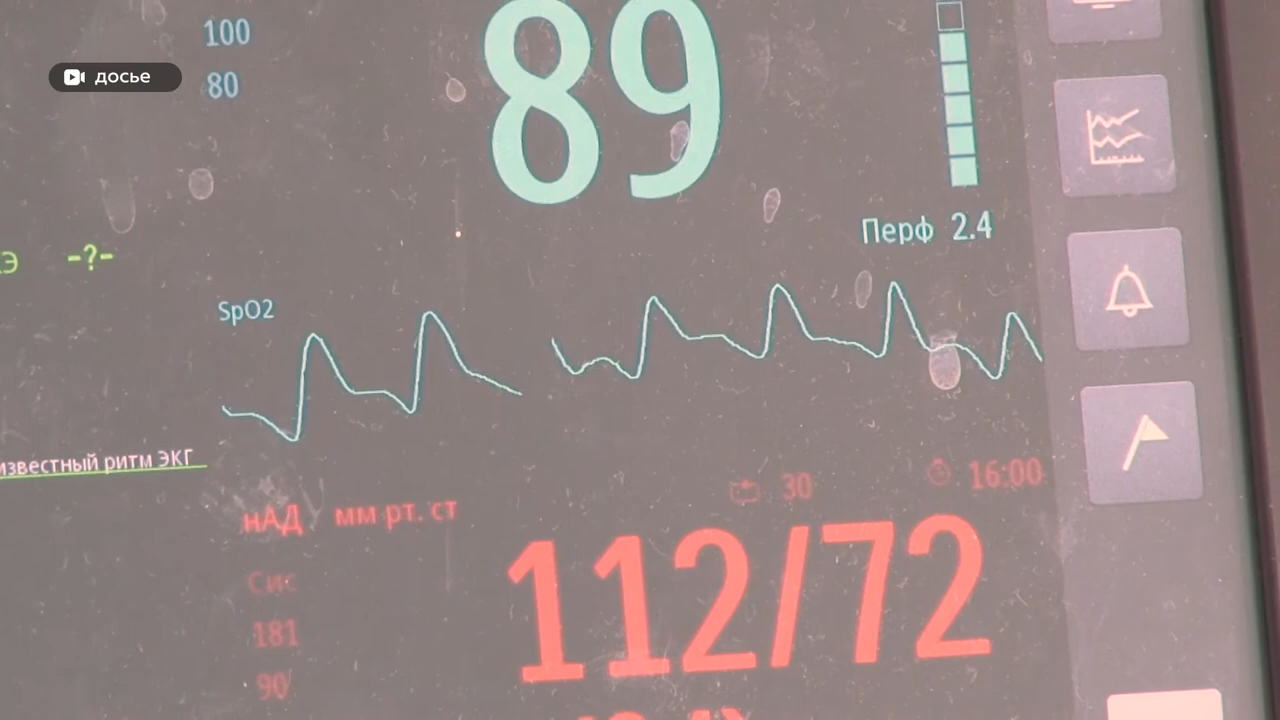 досье
100
80
89
Перф 2.4
-?-
SpO2
известный ритм ЭКГ
30
16:00
нАД мм рт. ст
Сис
181
90
112/72